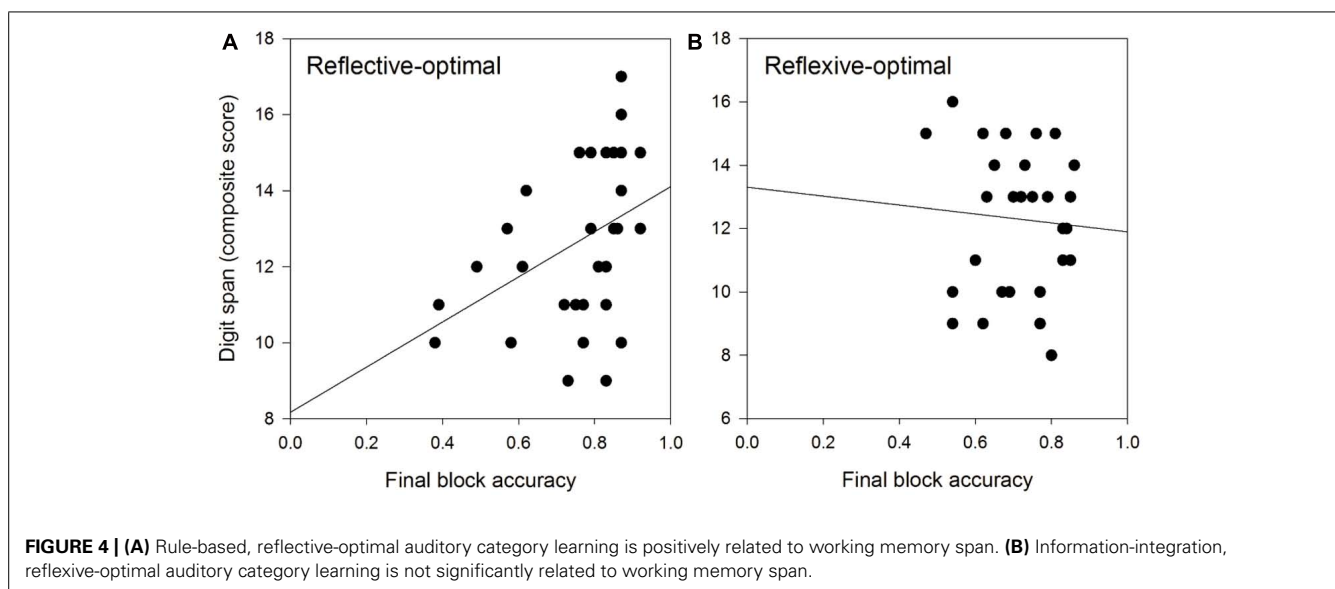 A
Reflective-optimal
18
16
14
12
10
8
Digit span (composite score)
0.0 0.2 0.4 0.6 0.8 1.0
Final block accuracy
B
Reflexive-optimal
18
16
14
12
10
8
6
0.0 0.2 0.4 0.6 0.8 1.0
Final block accuracy
FIGURE 4 | (A) Rule-based, reflective-optimal auditory category learning is positively related to working memory span. (B) Information-integration,
reflexive-optimal auditory category learning is not significantly related to working memory span.